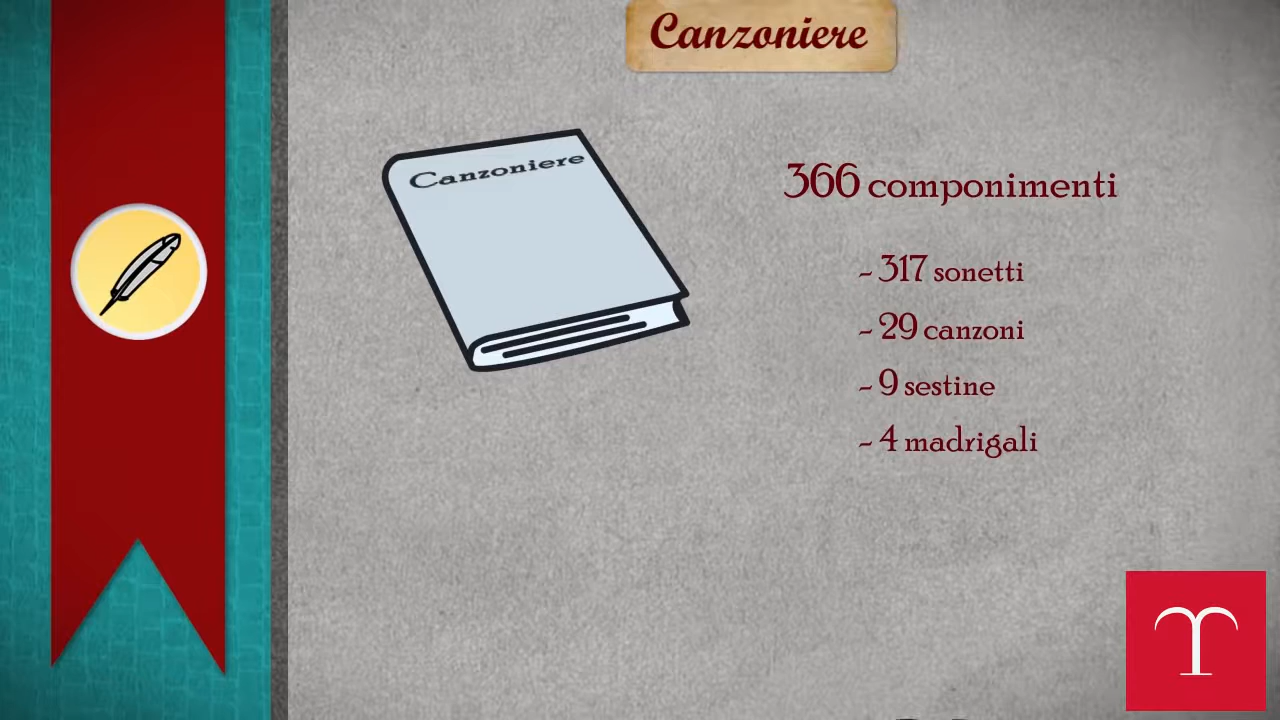 Canzoniere
Canzoniere
366 componimenti
- 317 sonetti
- 29 canzoni
- 9 sestine
- 4 madrigali